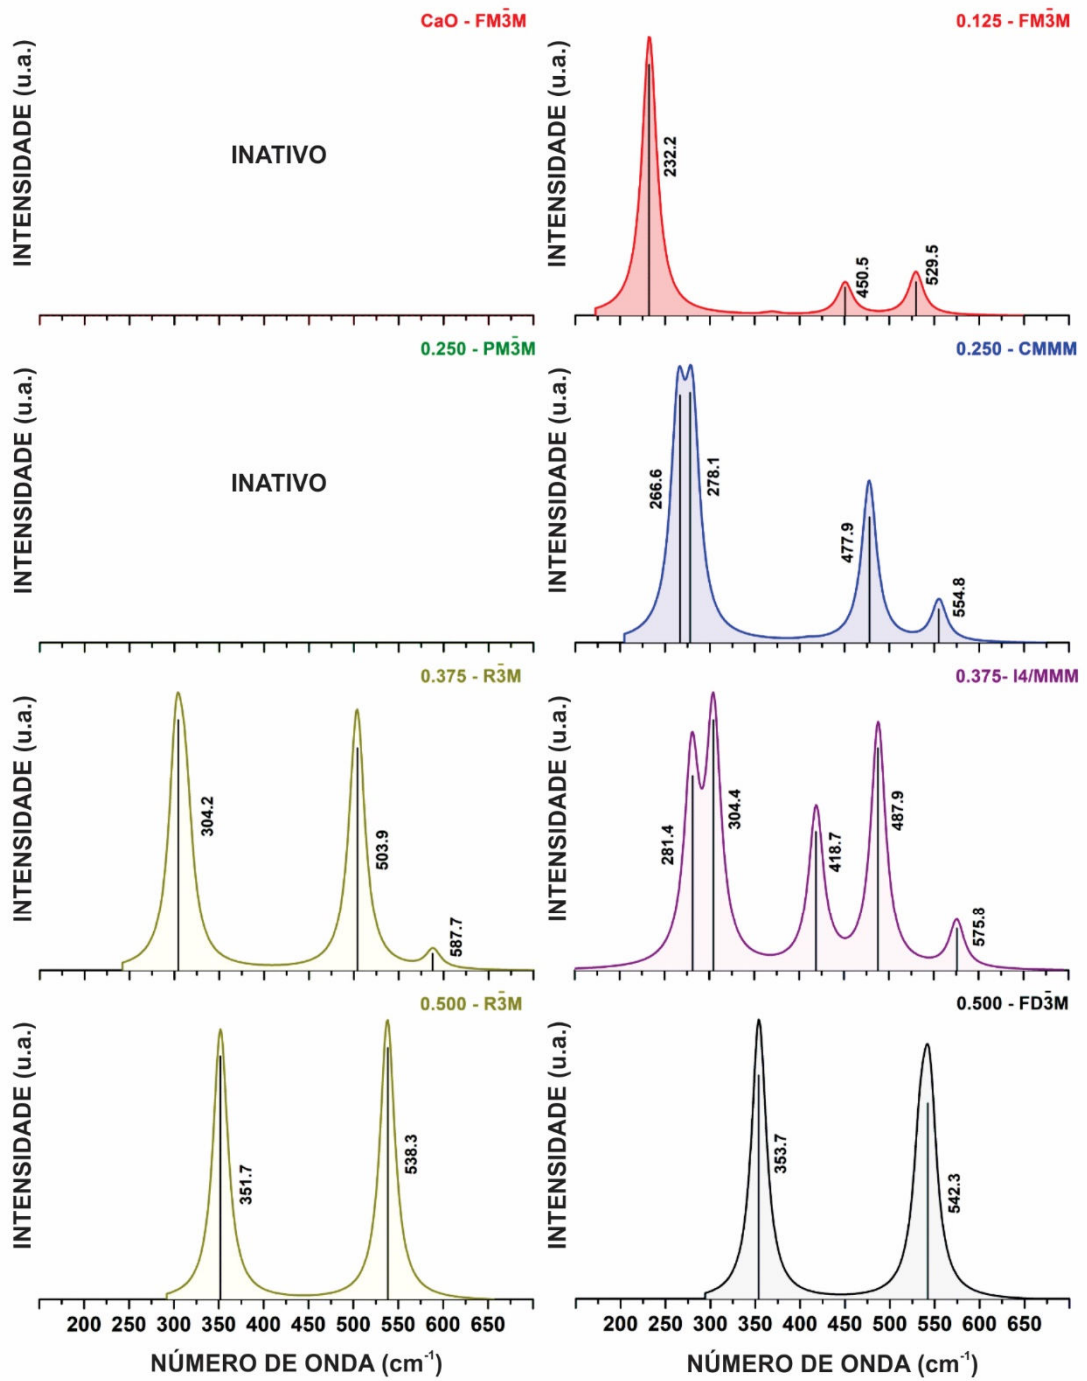 CaO - FM3̄M
INTENSIDADE (u.a.)
INATIVO
0.125 - FM3̄M
INTENSIDADE (u.a.)
232.2
450.5
529.5
0.250 - PM3̄M
INTENSIDADE (u.a.)
INATIVO
0.250 - CMMM
INTENSIDADE (u.a.)
266.6
278.1
477.9
554.8
0.375 - R3̄M
INTENSIDADE (u.a.)
304.2
503.9
587.7
0.375- I4/MMM
INTENSIDADE (u.a.)
281.4
304.4
418.7
487.9
575.8
0.500 - R3̄M
INTENSIDADE (u.a.)
351.7
538.3
200 250 300 350 400 450 500 550 600 650
NÚMERO DE ONDA (cm⁻¹)
0.500 - FD3̄M
INTENSIDADE (u.a.)
353.7
542.3
200 250 300 350 400 450 500 550 600 650
NÚMERO DE ONDA (cm⁻¹)